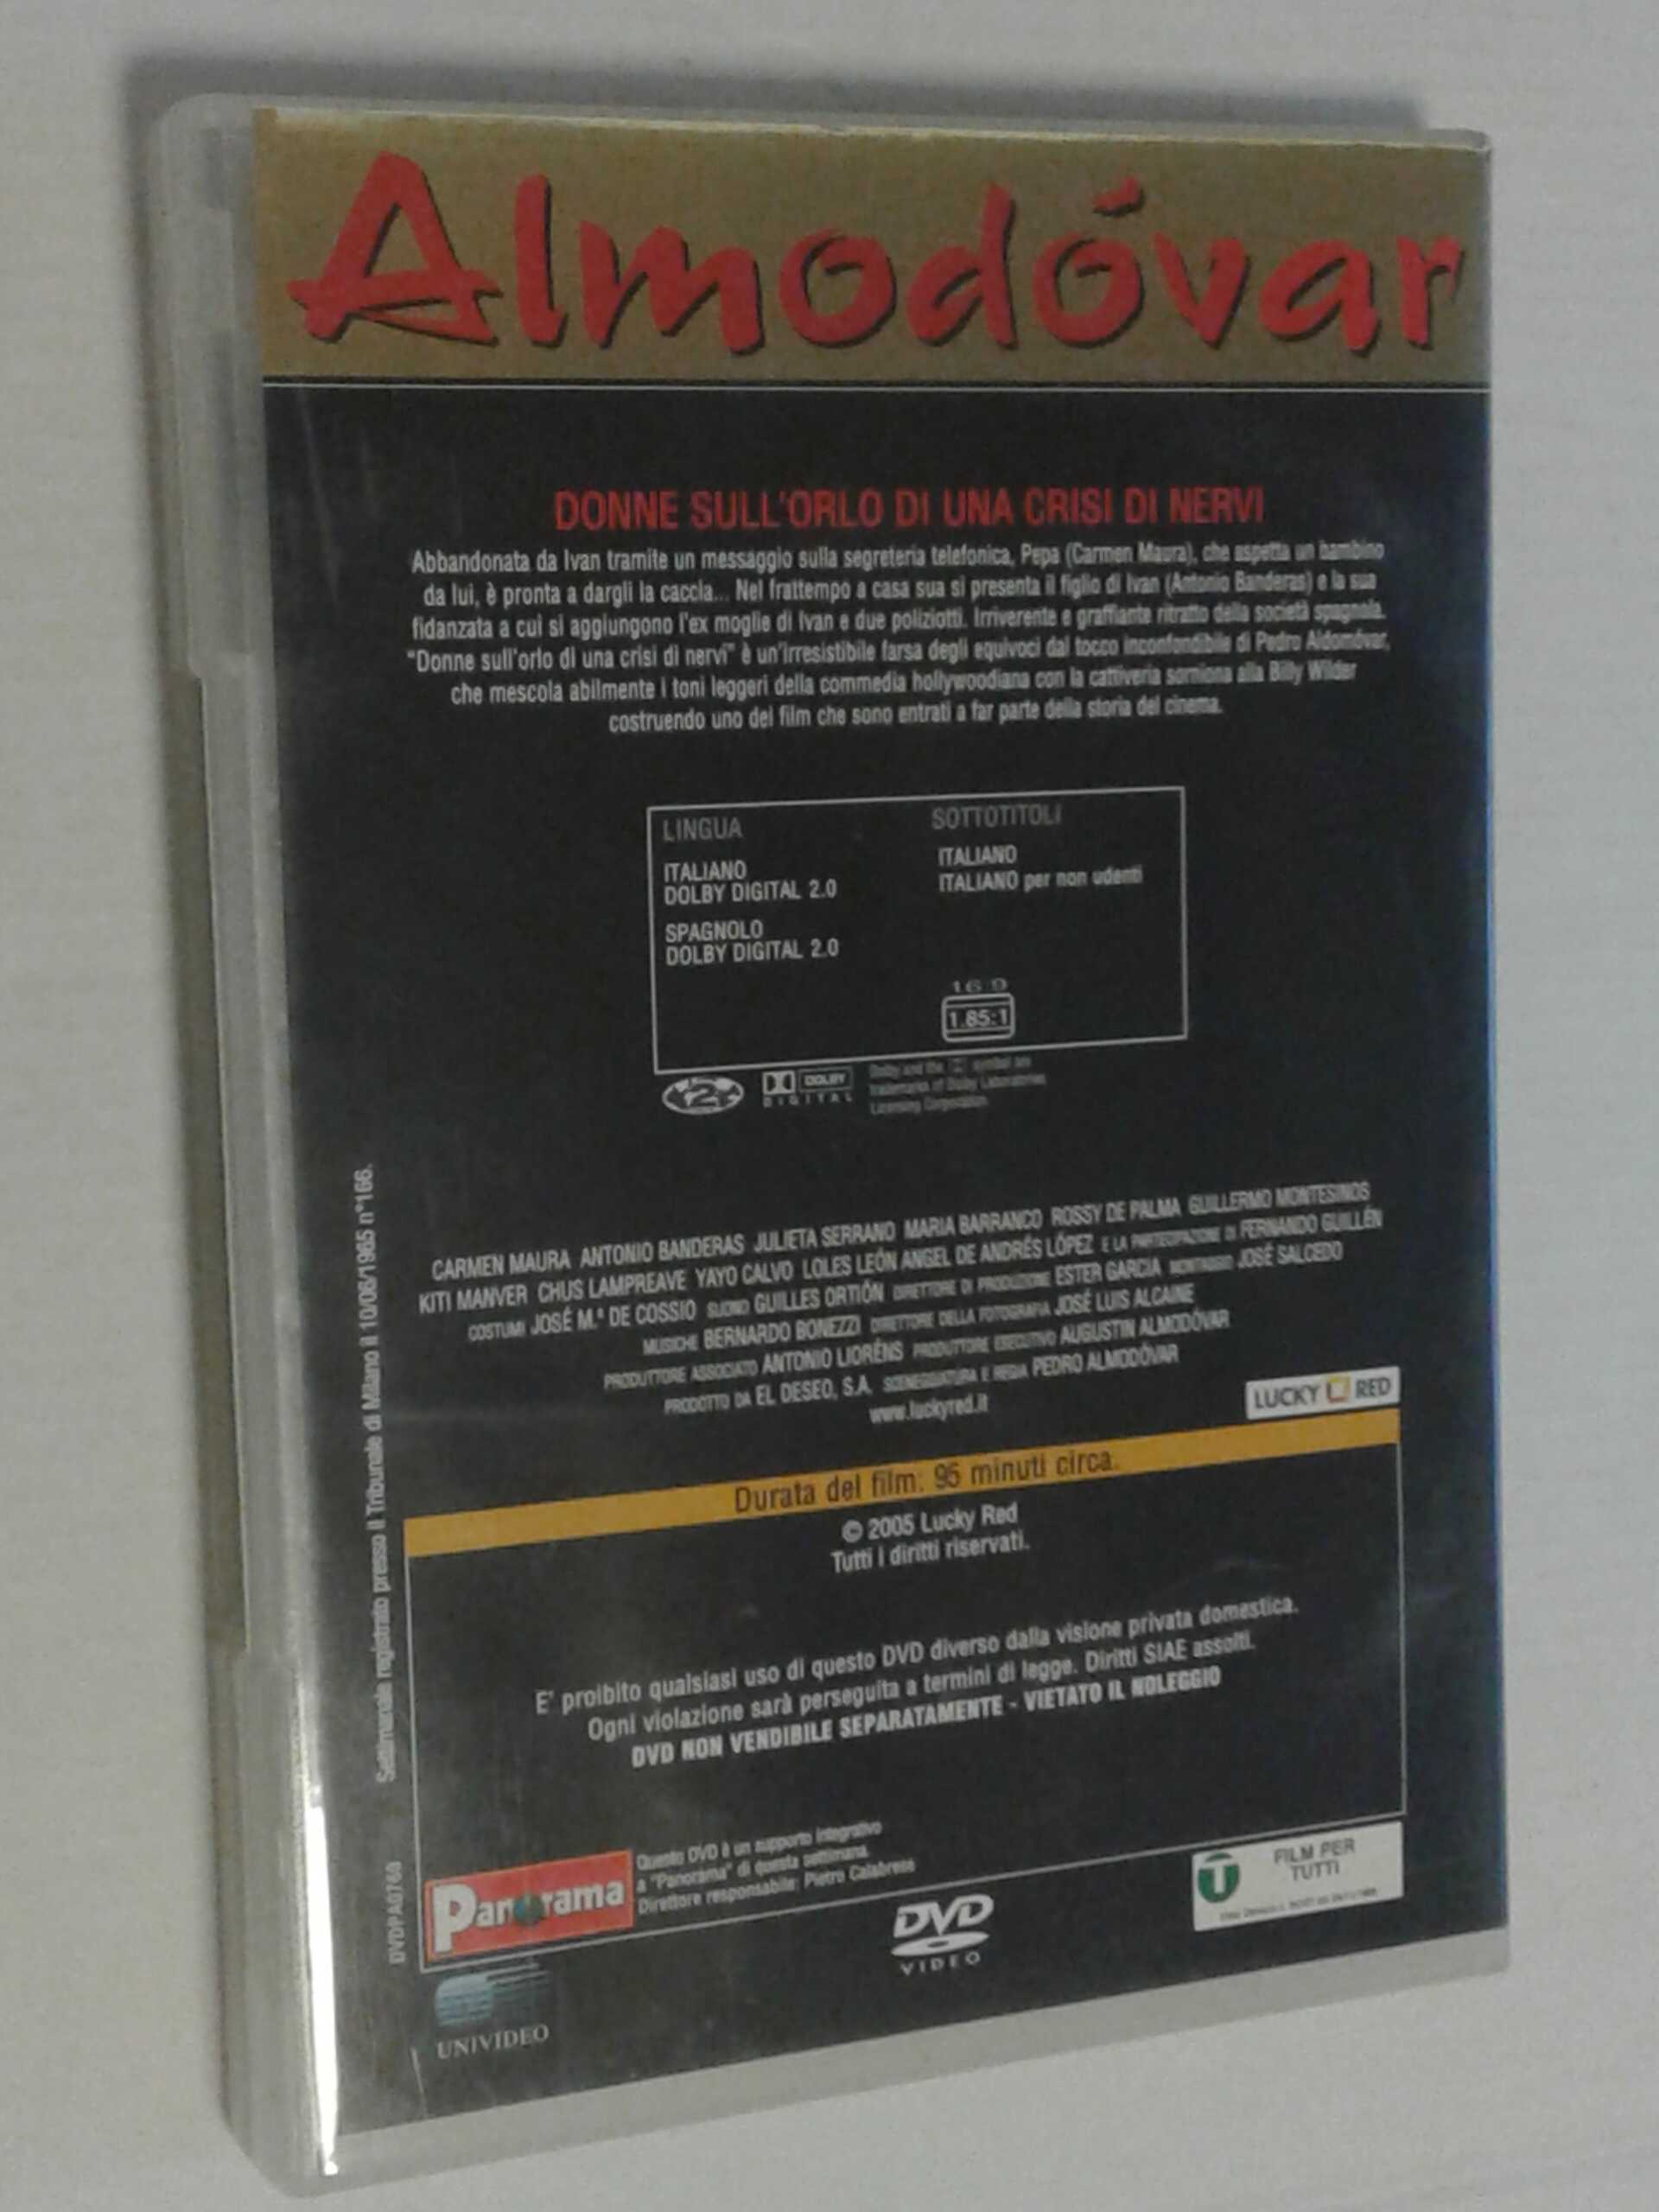 Almodóvar
DONNE SULL'ORLO DI UNA CRISI DI NERVI
Abbandonata da Ivan tramite un messaggio sulla segreteria telefonica, Pepa (Carmen Maura), che aspetta un bambino
da lui, è pronta a dargli la caccia... Nel frattempo a casa sua si presenta il figlio di Ivan (Antonio Banderas) e la sua
fidanzata a cui si aggiungono l'ex moglie di Ivan e due poliziotti. Irriverente e graffiante ritratto della società spagnola.
"Donne sull'orlo di una crisi di nervi" è un'irresistibile farsa degli equivoci dal tocco inconfondibile di Pedro Aldomóvar,
che mescola abilmente i toni leggeri della commedia hollywoodiana con la cattiveria sorniona alla Billy Wilder
costruendo uno dei film che sono entrati a far parte della storia del cinema.
LINGUA
ITALIANO
DOLBY DIGITAL 2.0
SPAGNOLO
DOLBY DIGITAL 2.0
SOTTOTITOLI
ITALIANO
ITALIANO per non udenti
16:9
1.85:1
2
DOLBY
DIGITAL
Dolby and the symbol are
trademarks of Dolby Laboratories
Licensing Corporation.
CARMEN MAURA ANTONIO BANDERAS JULIETA SERRANO MARIA BARRANCO ROSSY DE PALMA GUILLERMO MONTESINOS
KITI MANVER CHUS LAMPREAVE YAYO CALVO LOLES LEÓN ANGEL DE ANDRÉS LÓPEZ E LA PARTECIPAZIONE DI FERNANDO GUILLÉN
COSTUMI JOSÉ M.ª DE COSSIO SUONO GUILLES ORTIÓN DIRETTORE DI PRODUZIONE ESTER GARCIA MONTAGGIO JOSÉ SALCEDO
MUSICHE BERNARDO BONEZZI DIRETTORE DELLA FOTOGRAFIA JOSÉ LUIS ALCAINE
PRODUTTORE ASSOCIATO ANTONIO LIORÉNS PRODUTTORE ESECUTIVO AUGUSTIN ALMODÓVAR
PRODOTTO DA EL DESEO, S.A. SCENEGGIATURA E REGIA PEDRO ALMODÓVAR
www.luckyred.it
LUCKY RED
Durata del film: 95 minuti circa.
© 2005 Lucky Red
Tutti i diritti riservati.
E' proibito qualsiasi uso di questo DVD diverso dalla visione privata domestica.
Ogni violazione sarà perseguita a termini di legge. Diritti SIAE assolti.
DVD NON VENDIBILE SEPARATAMENTE - VIETATO IL NOLEGGIO
Settimanale registrato presso il Tribunale di Milano il 10/08/1965 n°166.
DVDPA0760
Panorama
Questo DVD è un supporto integrativo
a "Panorama" di questa settimana
Direttore responsabile: Pietro Calabrese
DVD
VIDEO
T
FILM PER
TUTTI
UNIVIDEO